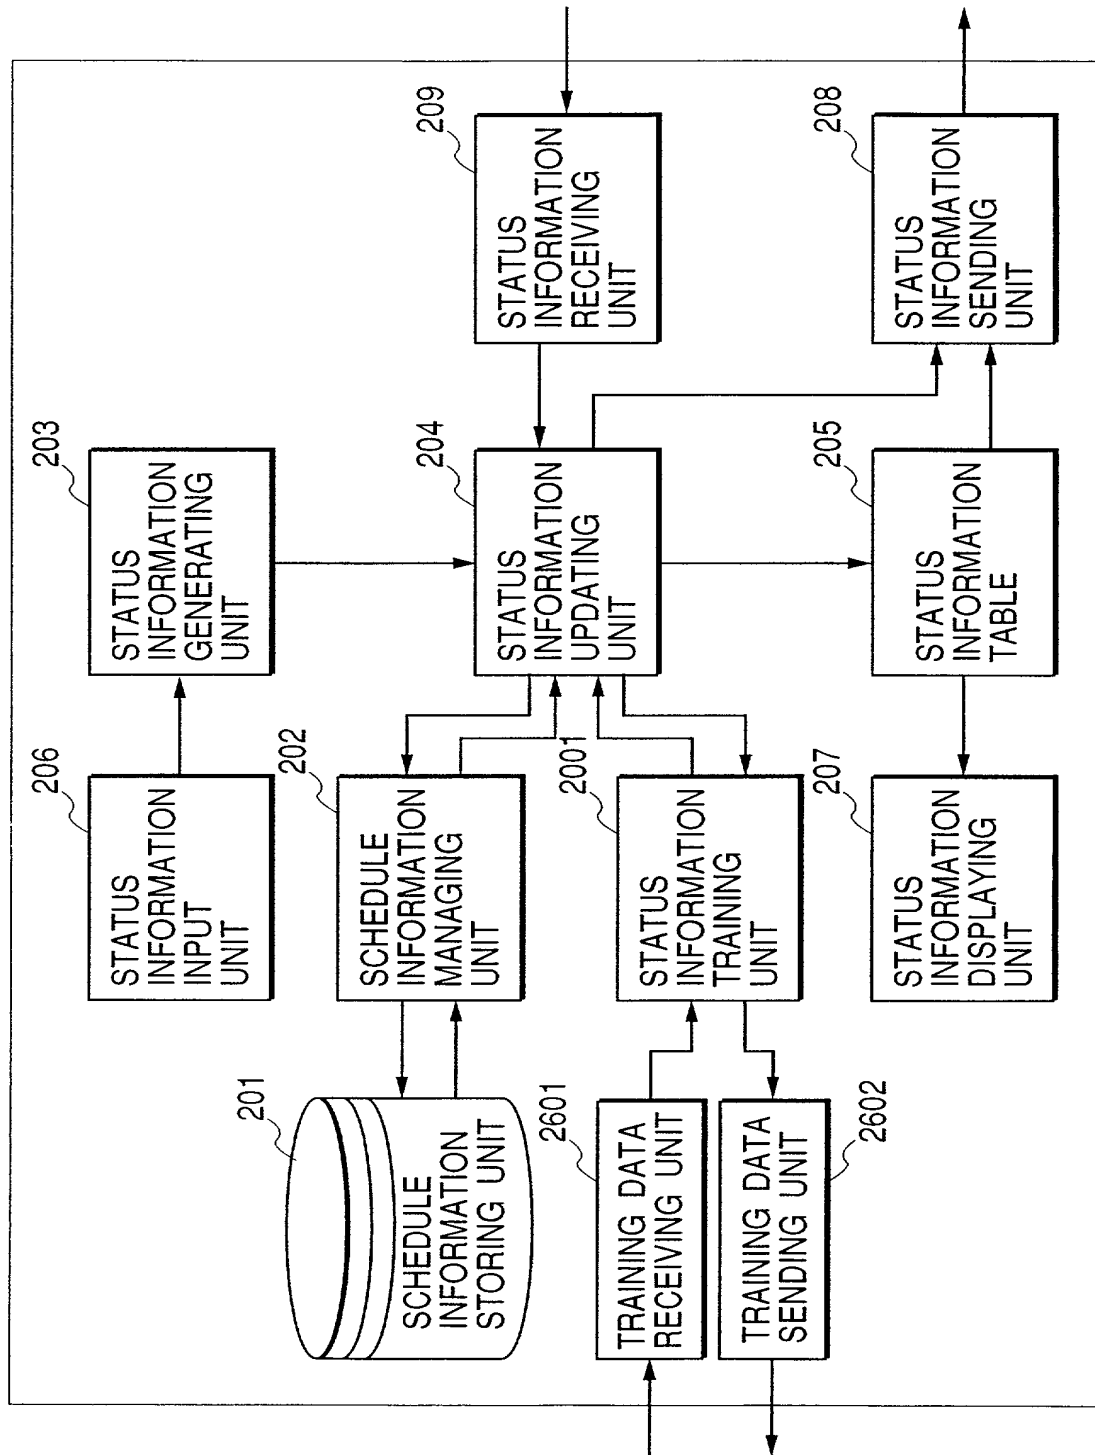 201
SCHEDULE
INFORMATION
STORING UNIT
2601
TRAINING DATA
RECEIVING UNIT
TRAINING DATA
SENDING UNIT
2602
206
STATUS
INFORMATION
INPUT
UNIT
202
SCHEDULE
INFORMATION
MANAGING
UNIT
2001
STATUS
INFORMATION
TRAINING
UNIT
207
STATUS
INFORMATION
DISPLAYING
UNIT
203
STATUS
INFORMATION
GENERATING
UNIT
204
STATUS
INFORMATION
UPDATING
UNIT
205
STATUS
INFORMATION
TABLE
209
STATUS
INFORMATION
RECEIVING
UNIT
208
STATUS
INFORMATION
SENDING
UNIT